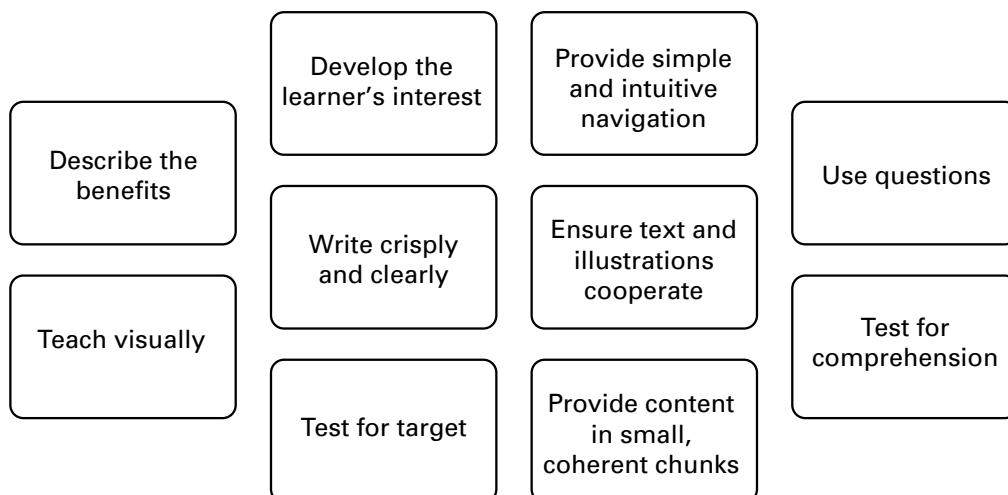 Describe the
benefits
Teach visually
Develop the
learner’s interest
Write crisply
and clearly
Test for target
Provide simple
and intuitive
navigation
Ensure text and
illustrations
cooperate
Provide content
in small,
coherent chunks
Use questions
Test for
comprehension